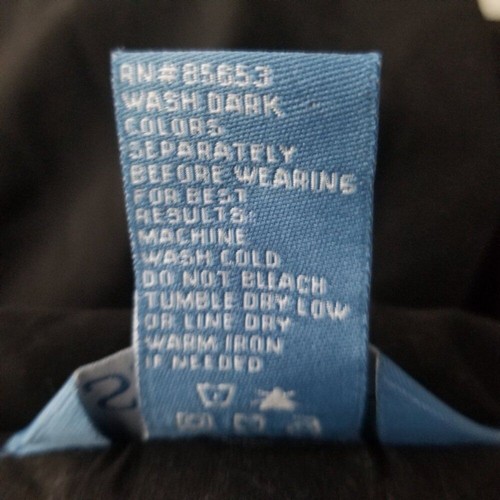 RN#85653
WASH DARK
COLORS
SEPARATELY
BEFORE WEARING
FOR BEST
RESULTS:
MACHINE
WASH COLD
DO NOT BLEACH
TUMBLE DRY LOW
OR LINE DRY
WARM IRON
IF NEEDED